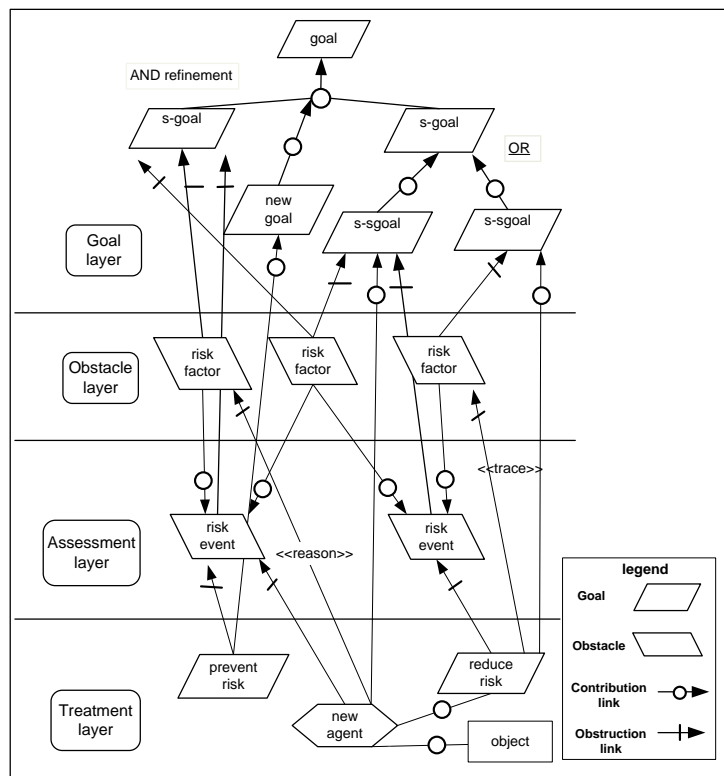 goal
AND refinement
s-goal
s-goal
OR
new
goal
s-sgoal
s-sgoal
Goal
layer
Obstacle
layer
risk
factor
risk
factor
risk
factor
<<trace>>
Assessment
layer
risk
event
<<reason>>
risk
event
legend
Goal
Obstacle
Contribution
link
Obstruction
link
Treatment
layer
prevent
risk
reduce
risk
new
agent
object